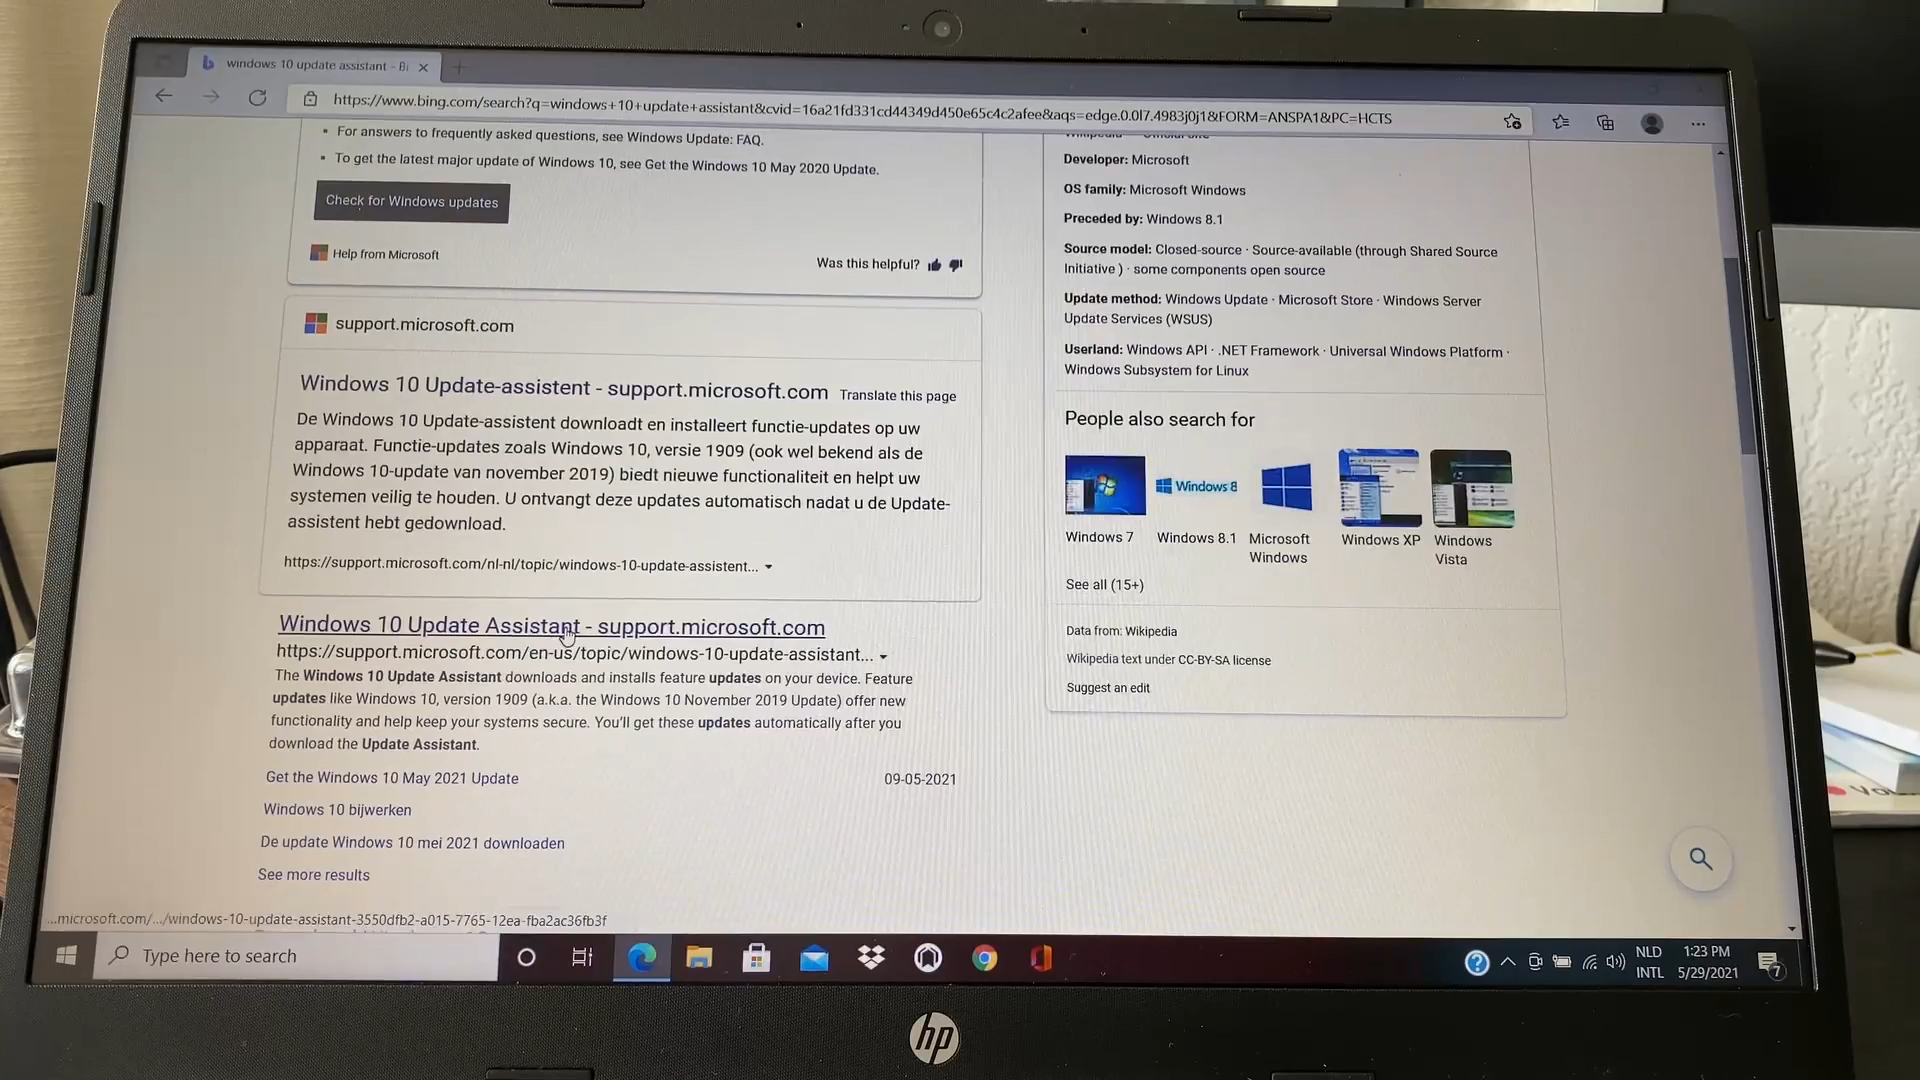 windows 10 update assistant - Bi
https://www.bing.com/search?q=windows+10+update+assistant&cvid=16a21fd331cd44349d450e65c4c2afee&aqs=edge.0.0l7.4983j0j1&FORM=ANSPA1&PC=HCTS
For answers to frequently asked questions, see Windows Update: FAQ.
To get the latest major update of Windows 10, see Get the Windows 10 May 2020 Update.
Check for Windows updates
Help from Microsoft
Was this helpful?
support.microsoft.com
Windows 10 Update-assistent - support.microsoft.com Translate this page
De Windows 10 Update-assistent downloadt en installeert functie-updates op uw
apparaat. Functie-updates zoals Windows 10, versie 1909 (ook wel bekend als de
Windows 10-update van november 2019) biedt nieuwe functionaliteit en helpt uw
systemen veilig te houden. U ontvangt deze updates automatisch nadat u de Update-
assistent hebt gedownload.
https://support.microsoft.com/nl-nl/topic/windows-10-update-assistent...
Windows 10 Update Assistant - support.microsoft.com
https://support.microsoft.com/en-us/topic/windows-10-update-assistant...
The Windows 10 Update Assistant downloads and installs feature updates on your device. Feature
updates like Windows 10, version 1909 (a.k.a. the Windows 10 November 2019 Update) offer new
functionality and help keep your systems secure. You'll get these updates automatically after you
download the Update Assistant.
Get the Windows 10 May 2021 Update
09-05-2021
Windows 10 bijwerken
De update Windows 10 mei 2021 downloaden
See more results
...microsoft.com/.../windows-10-update-assistant-3550dfb2-a015-7765-12ea-fba2ac36fb3f
Developer: Microsoft
OS family: Microsoft Windows
Preceded by: Windows 8.1
Source model: Closed-source · Source-available (through Shared Source
Initiative ) · some components open source
Update method: Windows Update · Microsoft Store · Windows Server
Update Services (WSUS)
Userland: Windows API · .NET Framework · Universal Windows Platform ·
Windows Subsystem for Linux
People also search for
Windows 8
Windows 7
Windows 8.1
Microsoft
Windows
Windows XP
Windows
Vista
See all (15+)
Data from: Wikipedia
Wikipedia text under CC-BY-SA license
Suggest an edit
Type here to search
NLD
INTL
1:23 PM
5/29/2021
7
hp